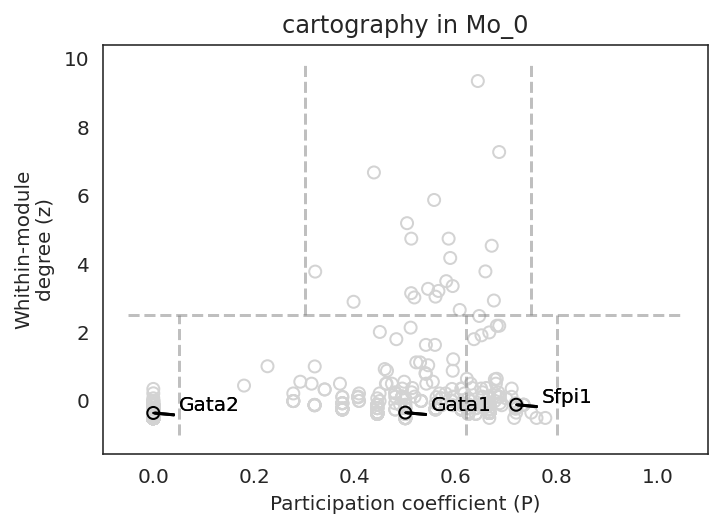 cartography in Mo_0
Whithin-module
degree (z)
10
8
6
4
2
0
Gata2
Gata1
Sfpi1
0.0 0.2 0.4 0.6 0.8 1.0
Participation coefficient (P)